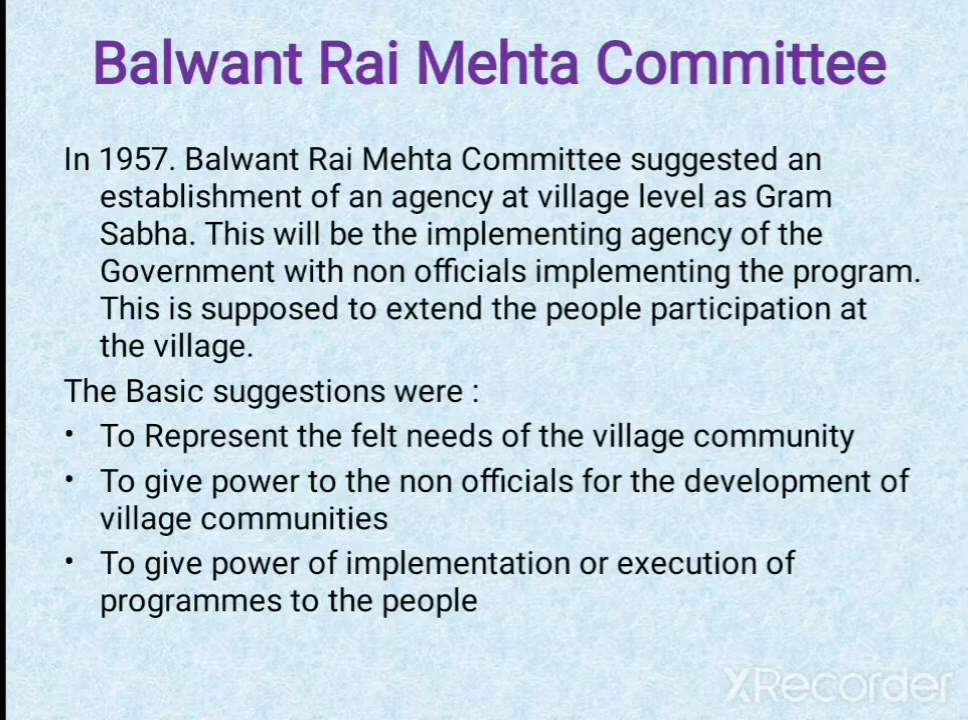 Balwant Rai Mehta Committee
In 1957. Balwant Rai Mehta Committee suggested an
establishment of an agency at village level as Gram
Sabha. This will be the implementing agency of the
Government with non officials implementing the program.
This is supposed to extend the people participation at
the village.
The Basic suggestions were :
• To Represent the felt needs of the village community
• To give power to the non officials for the development of
village communities
• To give power of implementation or execution of
programmes to the people
XRecorder